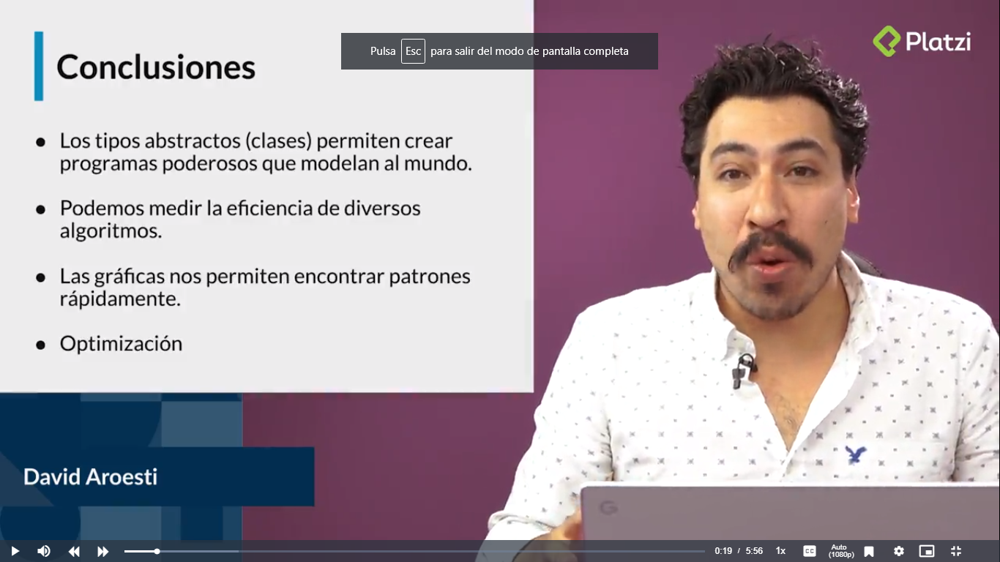 Pulsa Esc para salir del modo de pantalla completa
Platzi
Conclusiones
● Los tipos abstractos (clases) permiten crear
programas poderosos que modelan al mundo.
● Podemos medir la eficiencia de diversos
algoritmos.
● Las gráficas nos permiten encontrar patrones
rápidamente.
● Optimización
David Aroesti
G
0:19 / 5:56 1x CC Auto
(1080p)